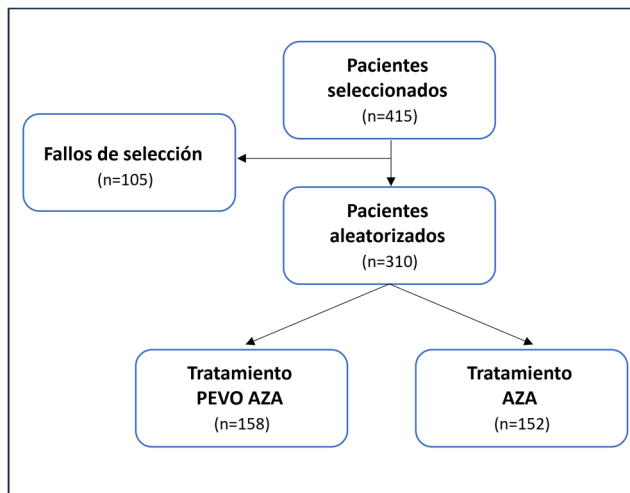 Pacientes
seleccionados
(n=415)
Fallos de selección
(n=105)
Pacientes
aleatorizados
(n=310)
Tratamiento
PEVO AZA
(n=158)
Tratamiento
AZA
(n=152)